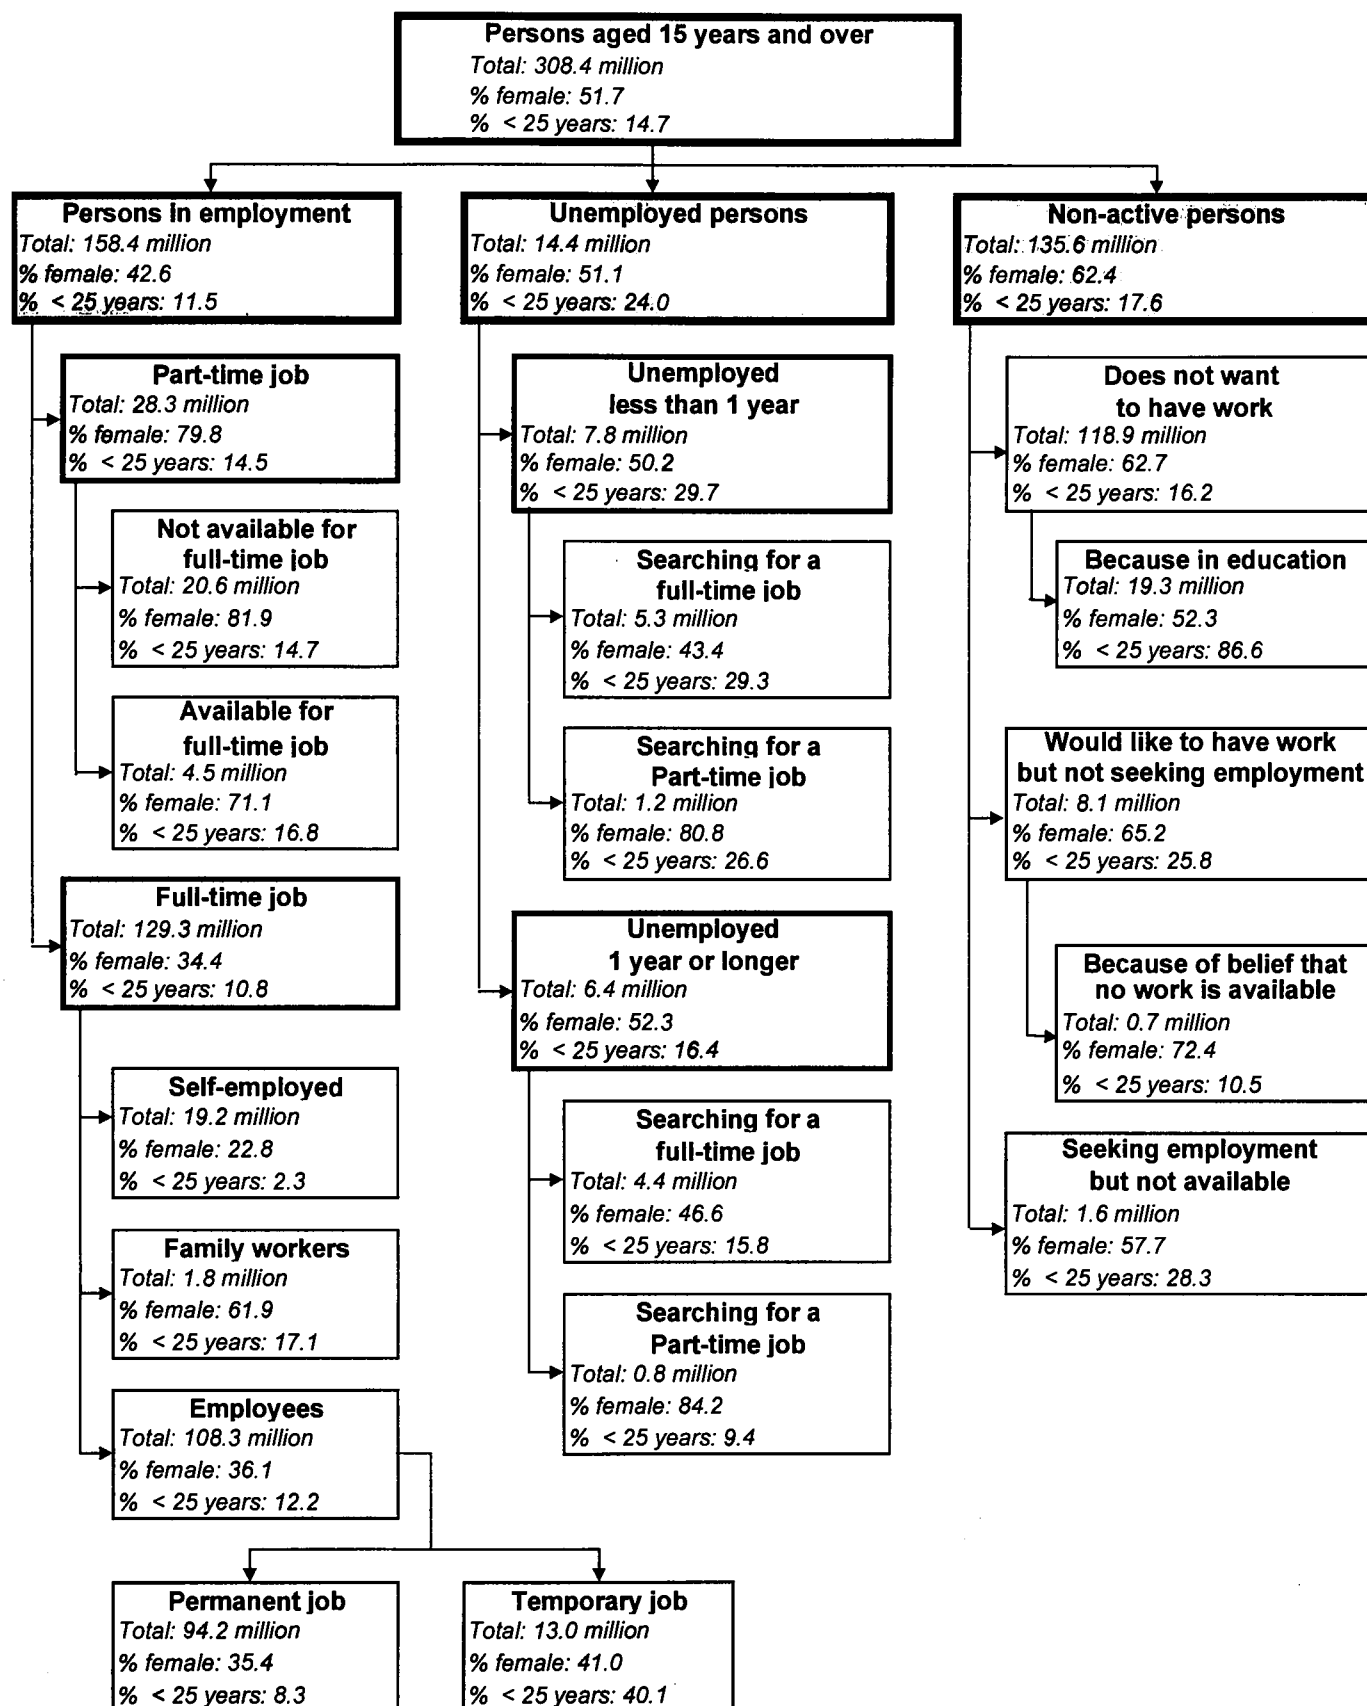 Persons aged 15 years and over
Total: 308.4 million
% female: 51.7
% < 25 years: 14.7
Persons in employment
Total: 158.4 million
% female: 42.6
% < 25 years: 11.5
Part-time job
Total: 28.3 million
% female: 79.8
% < 25 years: 14.5
Not available for
full-time job
Total: 20.6 million
% female: 81.9
% < 25 years: 14.7
Available for
full-time job
Total: 4.5 million
% female: 71.1
% < 25 years: 16.8
Full-time job
Total: 129.3 million
% female: 34.4
% < 25 years: 10.8
Self-employed
Total: 19.2 million
% female: 22.8
% < 25 years: 2.3
Family workers
Total: 1.8 million
% female: 61.9
% < 25 years: 17.1
Employees
Total: 108.3 million
% female: 36.1
% < 25 years: 12.2
Permanent job
Total: 94.2 million
% female: 35.4
% < 25 years: 8.3
Temporary job
Total: 13.0 million
% female: 41.0
% < 25 years: 40.1
Unemployed persons
Total: 14.4 million
% female: 51.1
% < 25 years: 24.0
Unemployed
less than 1 year
Total: 7.8 million
% female: 50.2
% < 25 years: 29.7
Searching for a
full-time job
Total: 5.3 million
% female: 43.4
% < 25 years: 29.3
Searching for a
Part-time job
Total: 1.2 million
% female: 80.8
% < 25 years: 26.6
Unemployed
1 year or longer
Total: 6.4 million
% female: 52.3
% < 25 years: 16.4
Searching for a
full-time job
Total: 4.4 million
% female: 46.6
% < 25 years: 15.8
Searching for a
Part-time job
Total: 0.8 million
% female: 84.2
% < 25 years: 9.4
Non-active persons
Total: 135.6 million
% female: 62.4
% < 25 years: 17.6
Does not want
to have work
Total: 118.9 million
% female: 62.7
% < 25 years: 16.2
Because in education
Total: 19.3 million
% female: 52.3
% < 25 years: 86.6
Would like to have work
but not seeking employment
Total: 8.1 million
% female: 65.2
% < 25 years: 25.8
Because of belief that
no work is available
Total: 0.7 million
% female: 72.4
% < 25 years: 10.5
Seeking employment
but not available
Total: 1.6 million
% female: 57.7
% < 25 years: 28.3